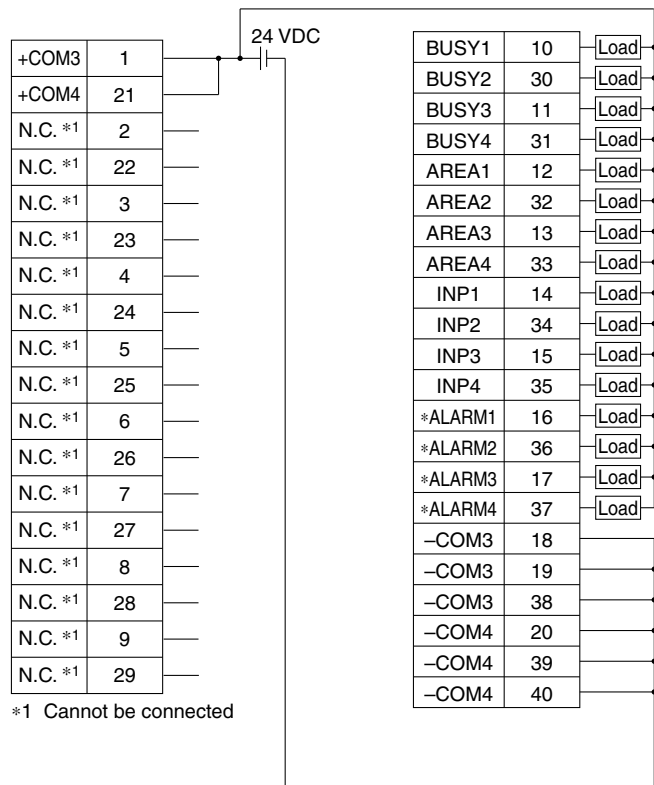 24 VDC
+COM3 1
+COM4 21
N.C. *1 2
N.C. *1 22
N.C. *1 3
N.C. *1 23
N.C. *1 4
N.C. *1 24
N.C. *1 5
N.C. *1 25
N.C. *1 6
N.C. *1 26
N.C. *1 7
N.C. *1 27
N.C. *1 8
N.C. *1 28
N.C. *1 9
N.C. *1 29
*1 Cannot be connected
BUSY1 10 Load
BUSY2 30 Load
BUSY3 11 Load
BUSY4 31 Load
AREA1 12 Load
AREA2 32 Load
AREA3 13 Load
AREA4 33 Load
INP1 14 Load
INP2 34 Load
INP3 15 Load
INP4 35 Load
*ALARM1 16 Load
*ALARM2 36 Load
*ALARM3 17 Load
*ALARM4 37 Load
–COM3 18
–COM3 19
–COM3 38
–COM4 20
–COM4 39
–COM4 40